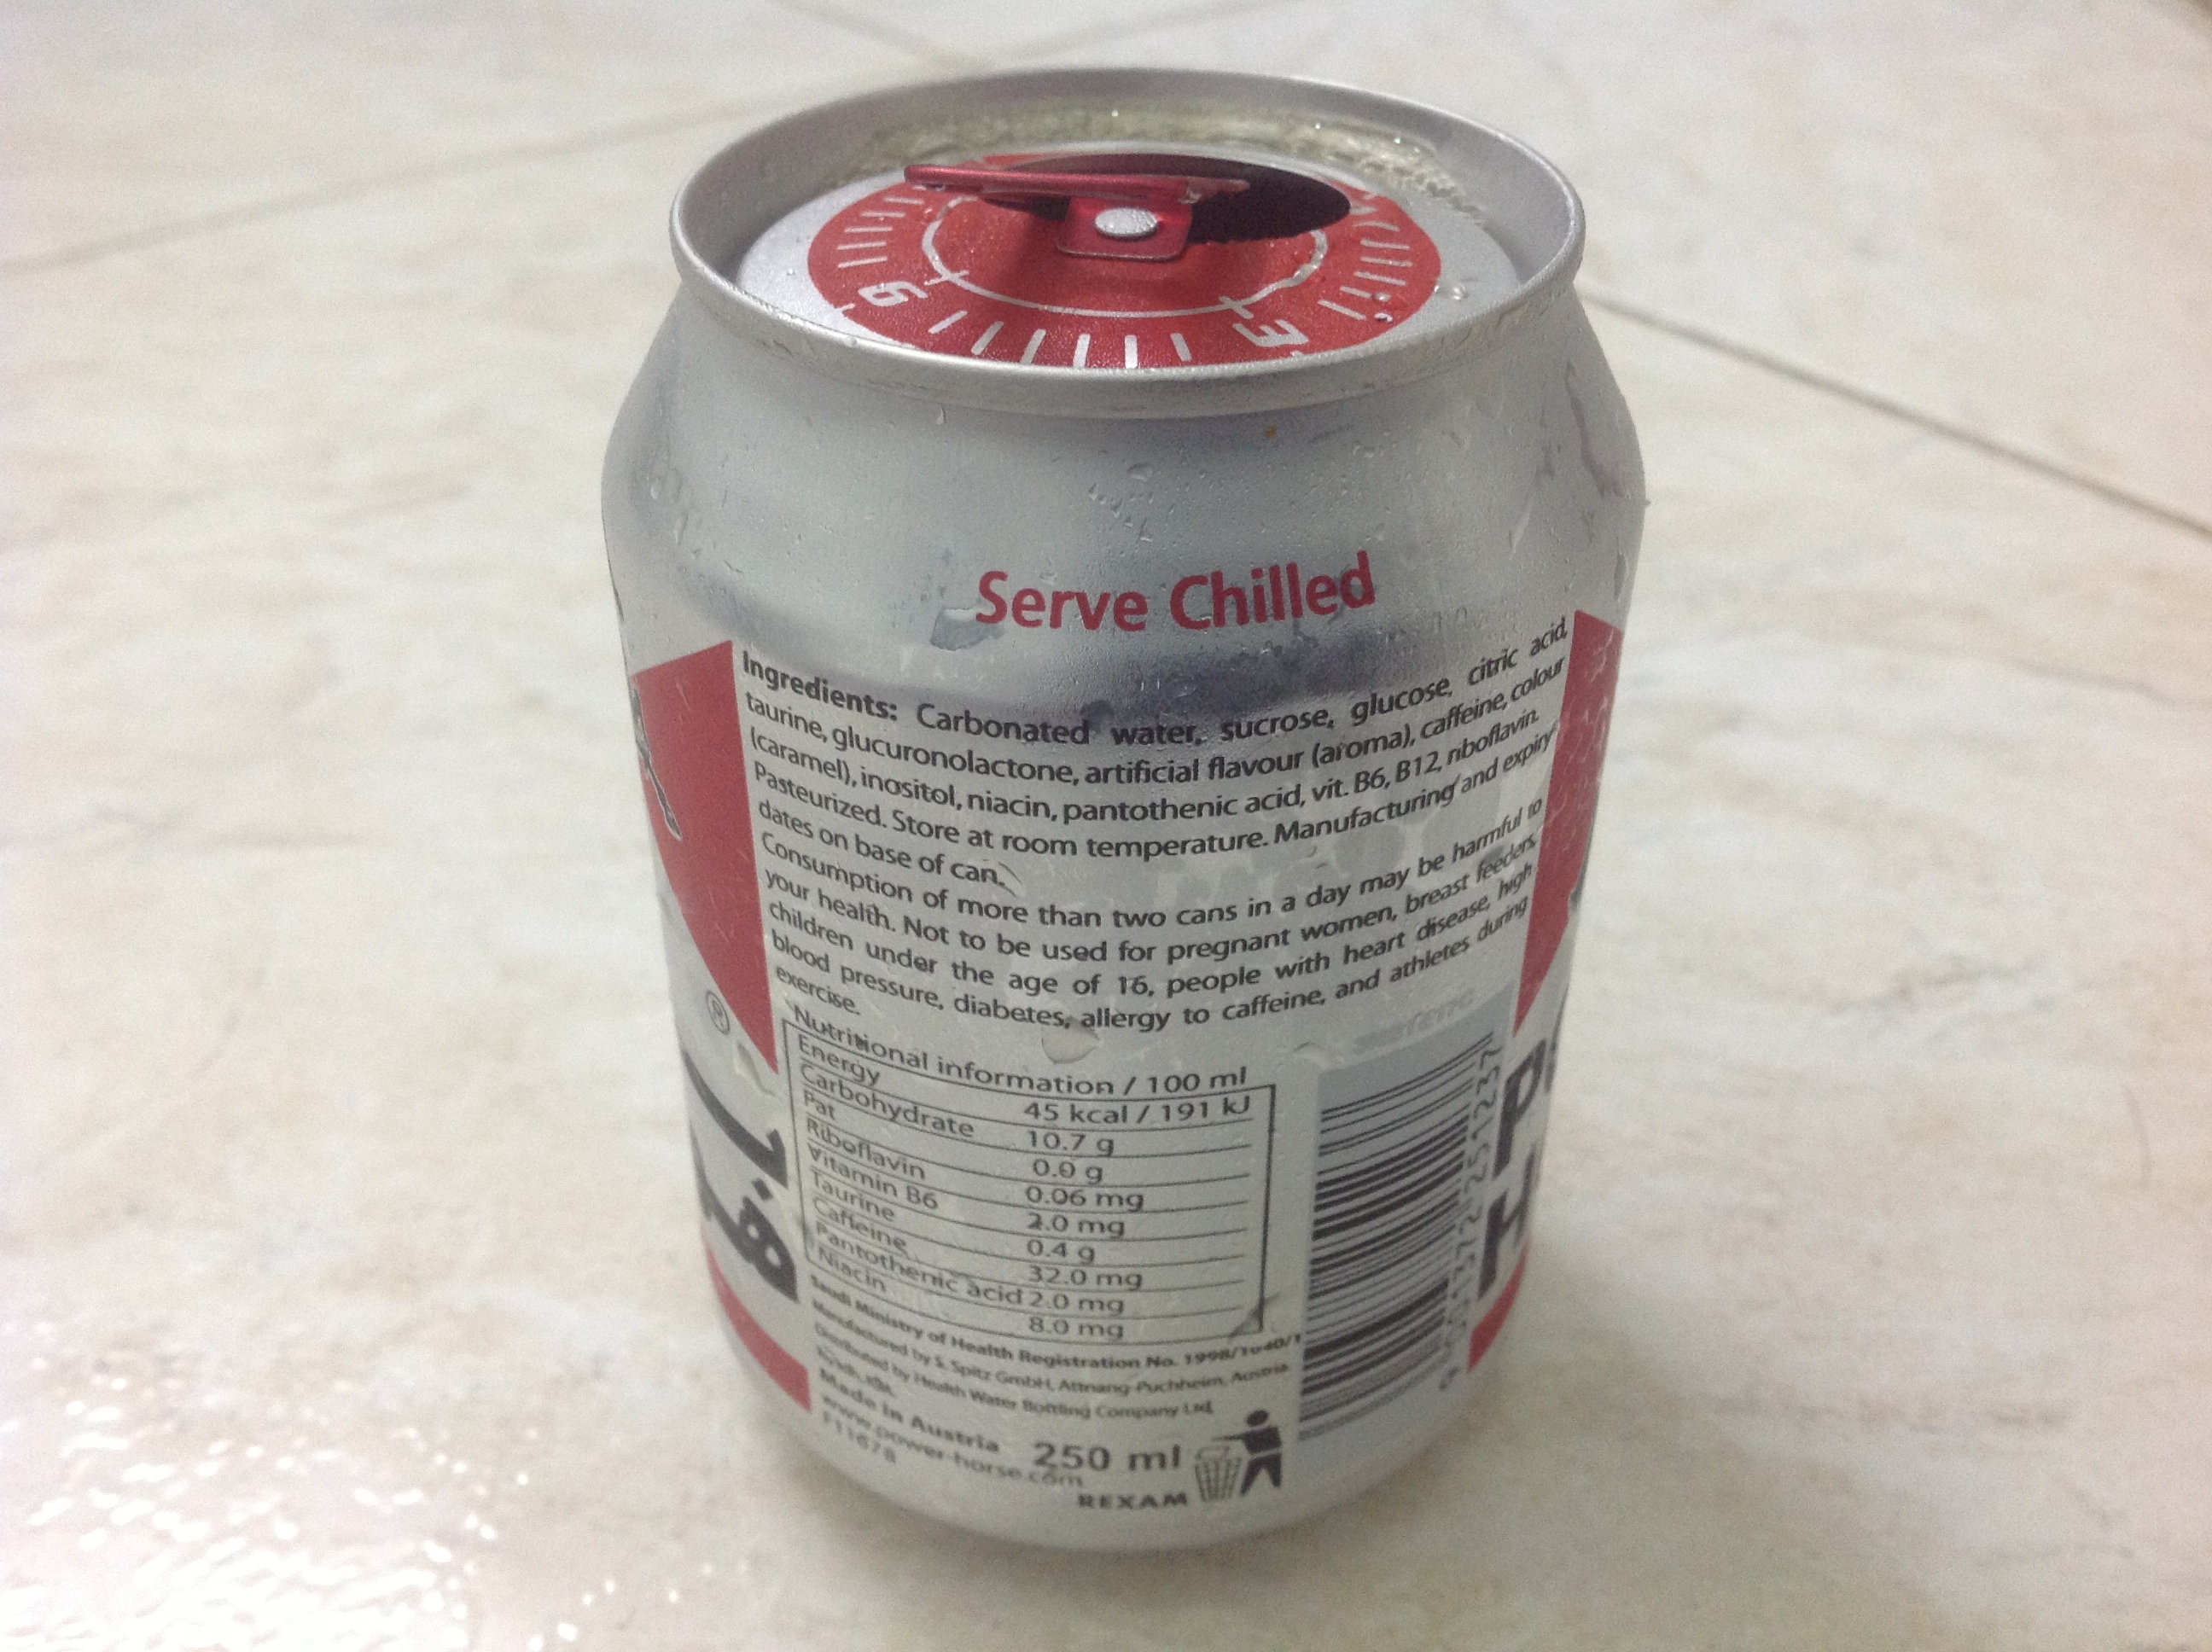 9
3
Serve Chilled
Ingredients: Carbonated water, sucrose, glucose, citric acid,
taurine, glucuronolactone, artificial flavour (aroma), caffeine, colour
(caramel), inositol, niacin, pantothenic acid, vit. B6, B12, riboflavin.
Pasteurized. Store at room temperature. Manufacturing and expiry
dates on base of can.
Consumption of more than two cans in a day may be harmful to
your health. Not to be used for pregnant women, breast feeders,
children under the age of 16, people with heart disease, high
blood pressure, diabetes, allergy to caffeine, and athletes during
exercise.
Nutritional information / 100 ml
Energy 45 kcal / 191 kJ
Carbohydrate 10.7 g
Fat 0.0 g
Riboflavin 0.06 mg
Vitamin B6 2.0 mg
Taurine 0.4 g
Caffeine 32.0 mg
Pantothenic acid 2.0 mg
Niacin 8.0 mg
Saudi Ministry of Health Registration No.
Manufactured by S. Spitz GmbH, Attnang-Puchheim, Austria
Distributed by Health Water Bottling Company Ltd,
Riyadh, KSA.
Made in Austria
www.power-horse.com
F11678
250 ml
REXAM
9 001372 251237
®
P
H